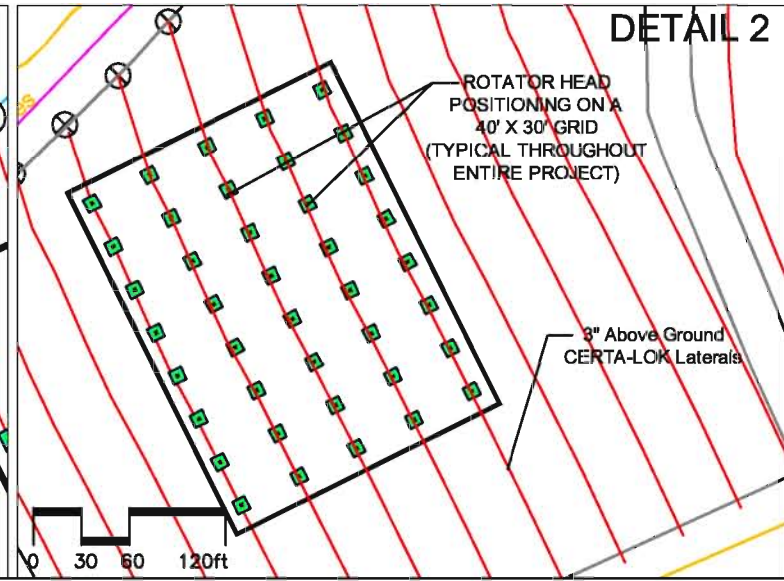 DETAIL 2
ROTATOR HEAD
POSITIONING ON A
40' X 30' GRID
(TYPICAL THROUGHOUT
ENTIRE PROJECT)
3" Above Ground
CERTA-LOK Laterals
0 30 60 120ft